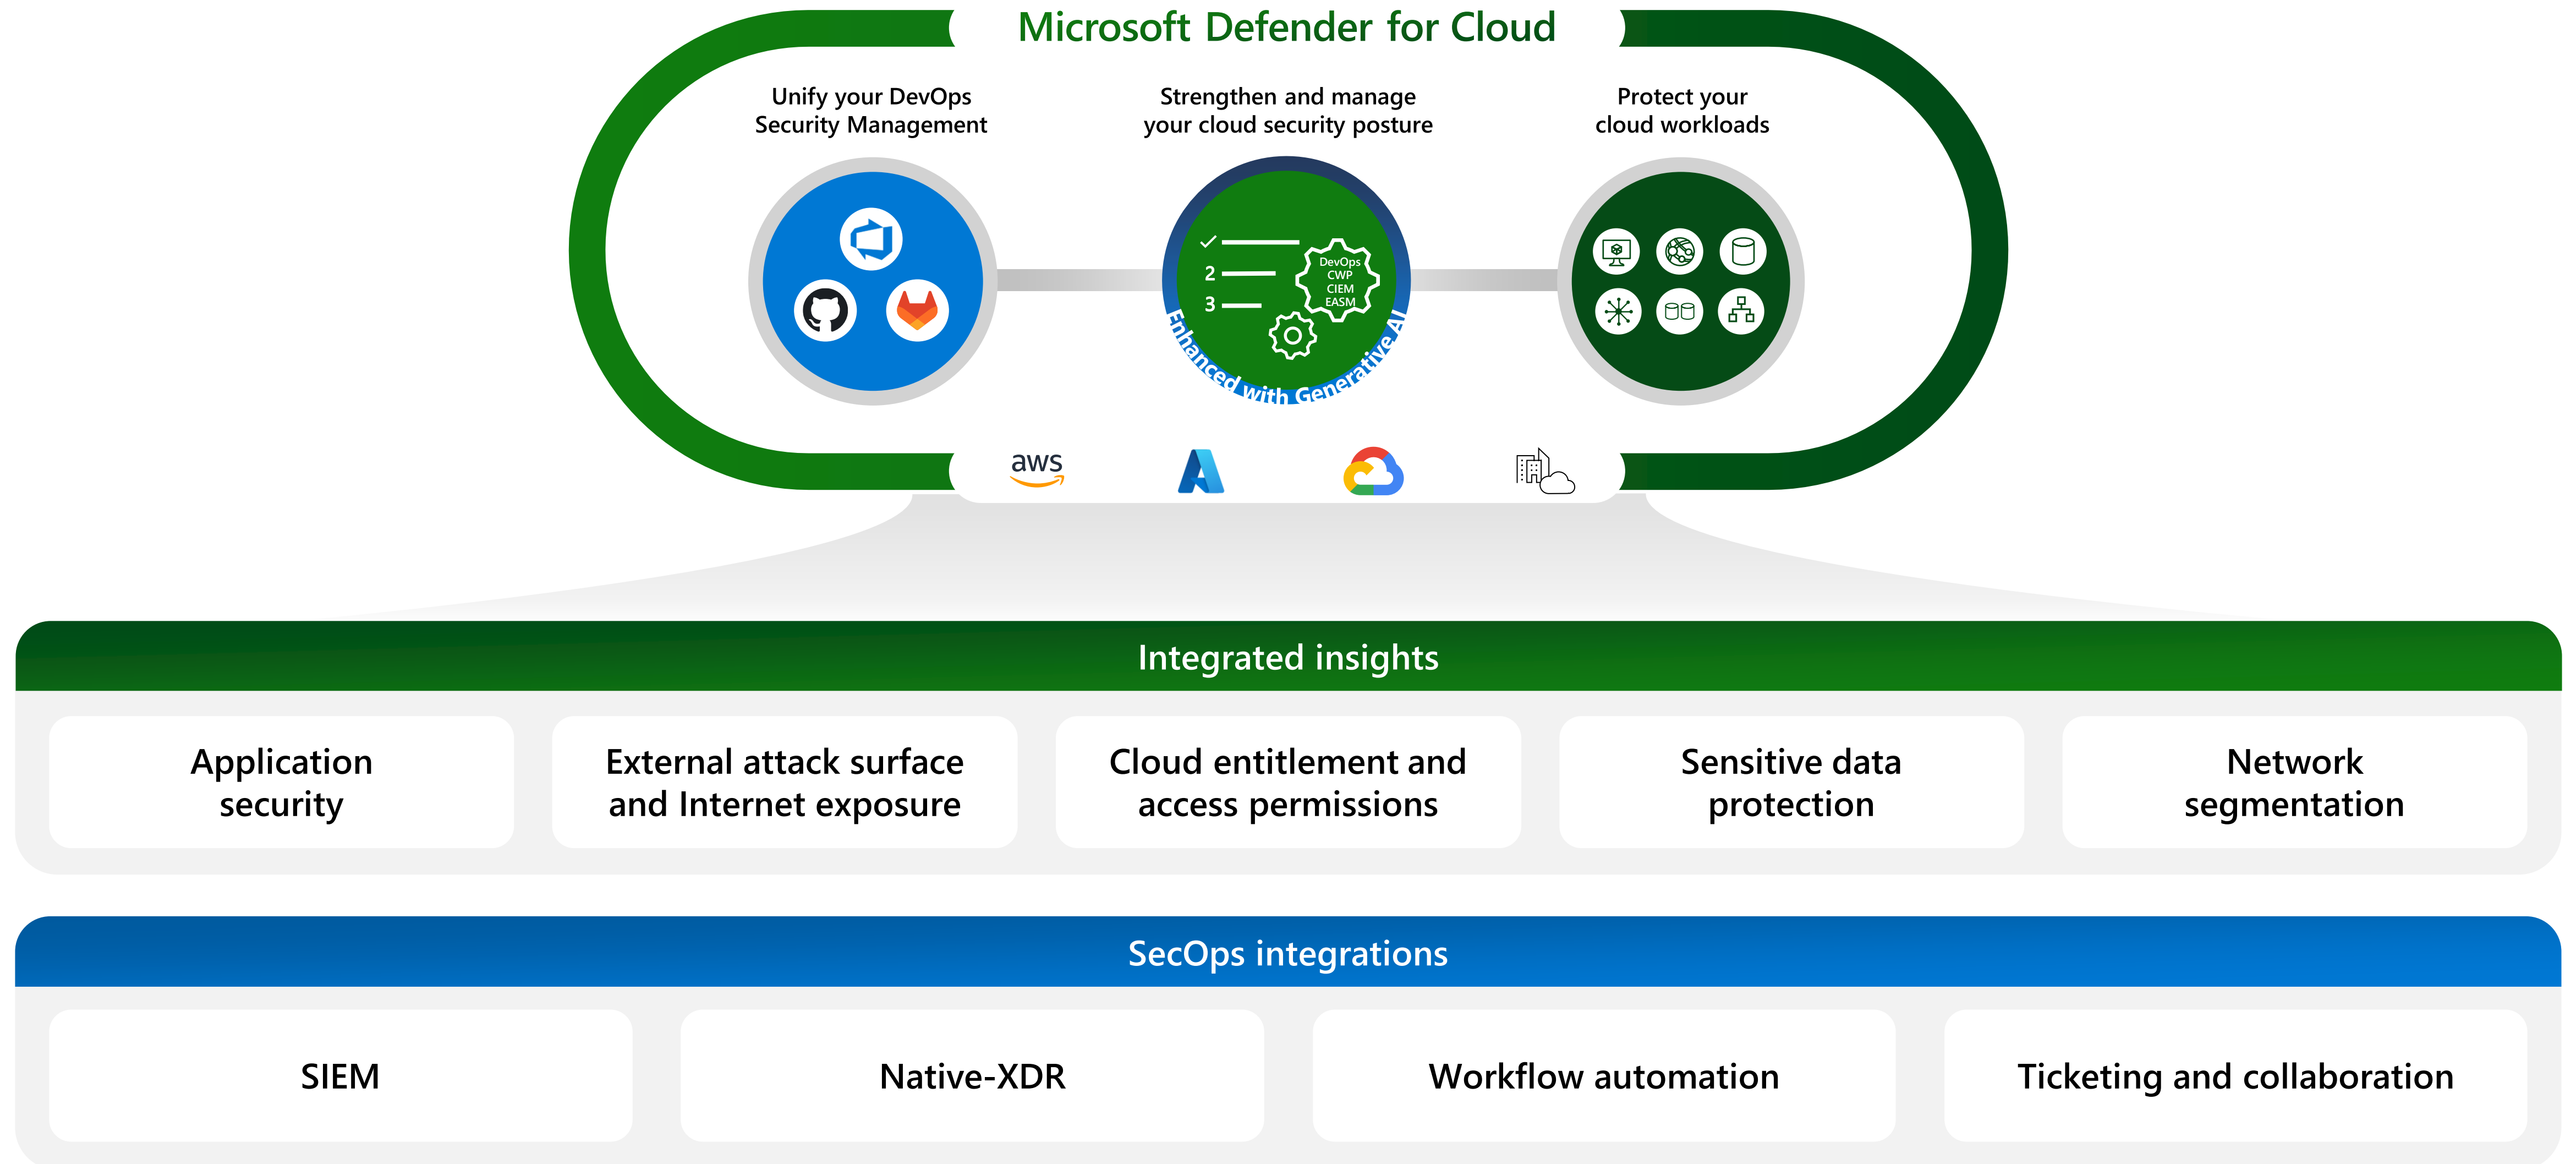 Microsoft Defender for Cloud
Unify your DevOps
Security Management
Strengthen and manage
your cloud security posture
Protect your
cloud workloads
2
3
DevOps
CWP
CIEM
EASM
Enhanced with Generative AI
aws
Integrated insights
Application
security
External attack surface
and Internet exposure
Cloud entitlement and
access permissions
Sensitive data
protection
Network
segmentation
SecOps integrations
SIEM
Native-XDR
Workflow automation
Ticketing and collaboration